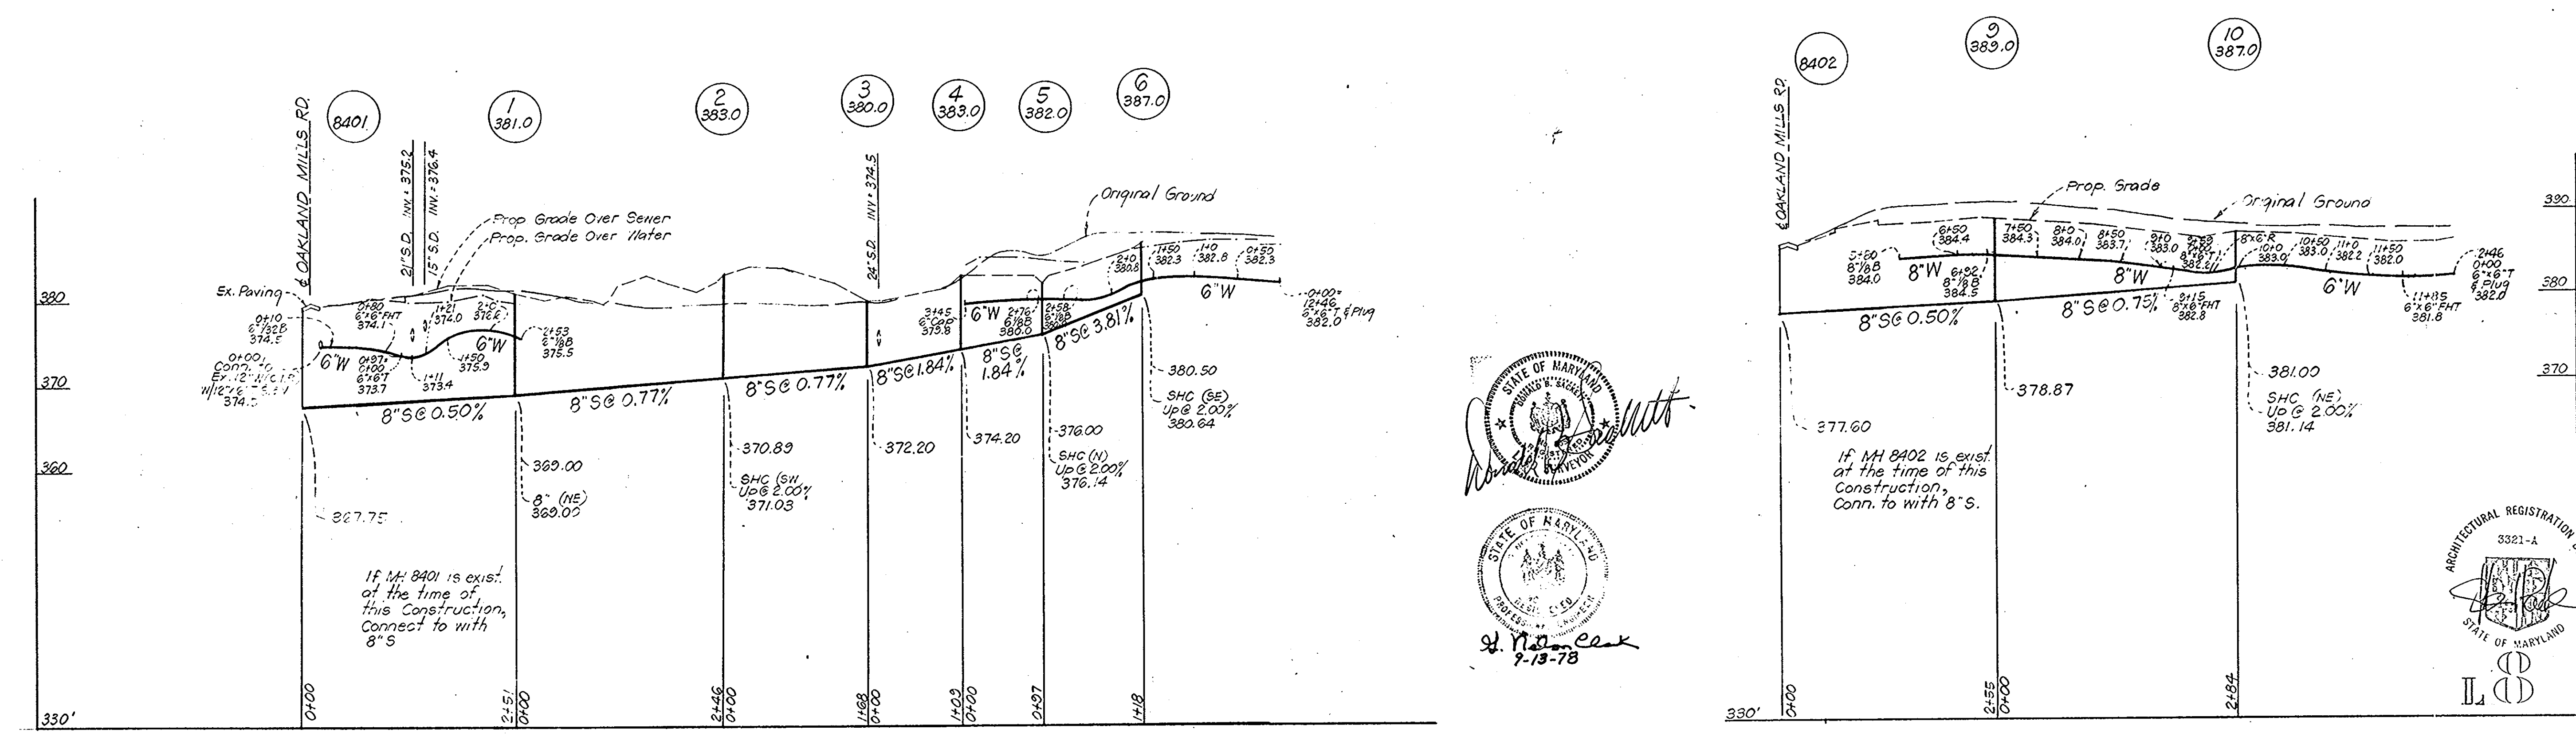 8401
1
381.0
2
383.0
3
380.0
4
383.0
5
382.0
6
387.0
8402
9
389.0
10
387.0
℄ OAKLAND MILLS RD.
21" S.D. INV. = 375.2
15" S.D. INV. = 376.4
24" S.D. INV = 374.5
Original Ground
Prop. Grade Over Sewer
Prop. Grade Over Water
Ex. Paving
380
370
360
330'
0+10
6" 1/32B
374.5
0+00
Conn. to
0+80
6"x6" FHT
374.1
1+21
374.0
2+0
0+97=
0+00
6"x6"T
373.7
1+11
373.4
1+50
375.9
2+53
6" 1/8B
375.5
6"W
6"W
3+45
6" Cap
379.8
6"W
2+76
6 1/8B
380.0
2+58
2+0
380.8
1+50
382.3
1+0
382.8
0+50
382.3
6"W
0+00=
12+46
6"x6"T & Plug
382.0
8"S@ 0.50%
8"S@ 0.77%
8"S@ 0.77%
8"S@1.84%
8"S@
1.84%
8"S@ 3.81%
367.75
369.00
8" (NE)
369.00
370.89
SHC (SW
Up@ 2.00%
371.03
372.20
374.20
376.00
SHC (N)
Up@ 2.00%
376.14
380.50
SHC (SE)
Up@ 2.00%
380.64
If MH 8401 is exist.
at the time of
this Construction,
Connect to with
8"S
0+00
2+51
0+00
2+46
0+00
1+68
0+00
1+09
0+00
0+97
1+18
STATE OF MARYLAND
SURVEYOR
STATE OF MARYLAND
PROFESSIONAL ENGINEER
G. Nelson Clark
9-13-78
℄ OAKLAND MILLS RD.
Prop. Grade
Original Ground
390
380
370
330'
5+80
8" 1/8B
384.0
6+50
384.4
6+92
8" 1/8B
384.5
7+50
384.3
8+0
384.0
8+50
383.7
9+0
383.0
8"x6"T
382.2
8"x6"R
9+15
8"x6"FHT
382.8
10+0
383.0
10+50
383.0
11+0
382.2
11+50
382.0
11+85
6"x6"FHT
381.8
2+46
0+00
6"x6"T
& Plug
382.0
8"W
8"W
6"W
8"S@ 0.50%
8"S@ 0.75%
377.60
378.87
381.00
SHC (NE)
Up @ 2.00%
381.14
If MH 8402 is exist.
at the time of this
Construction,
Conn. to with 8"S.
0+00
2+55
0+00
2+84
ARCHITECTURAL REGISTRATION
3321-A
STATE OF MARYLAND
L8